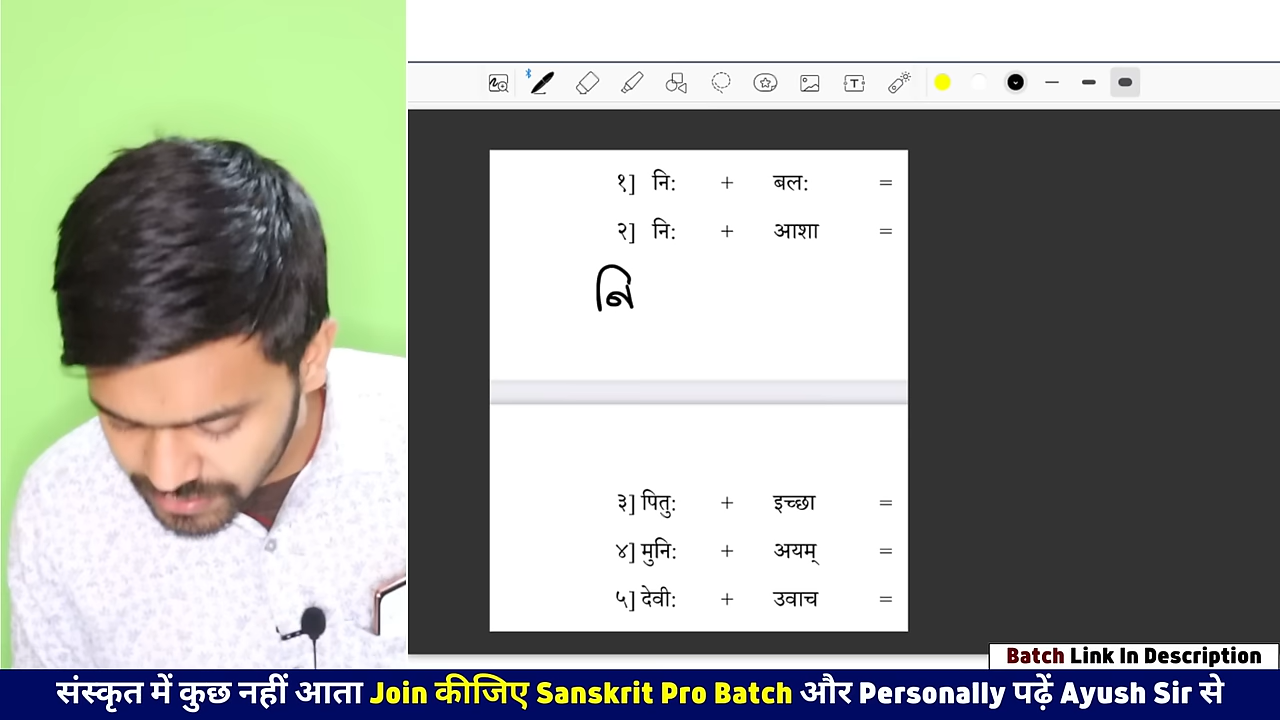 १] नि: + बल: =
२] नि: + आशा =
नि
३] पितु: + इच्छा =
४] मुनि: + अयम् =
५] देवी: + उवाच =
Batch Link In Description
संस्कृत में कुछ नहीं आता Join कीजिए Sanskrit Pro Batch और Personally पढ़ें Ayush Sir से